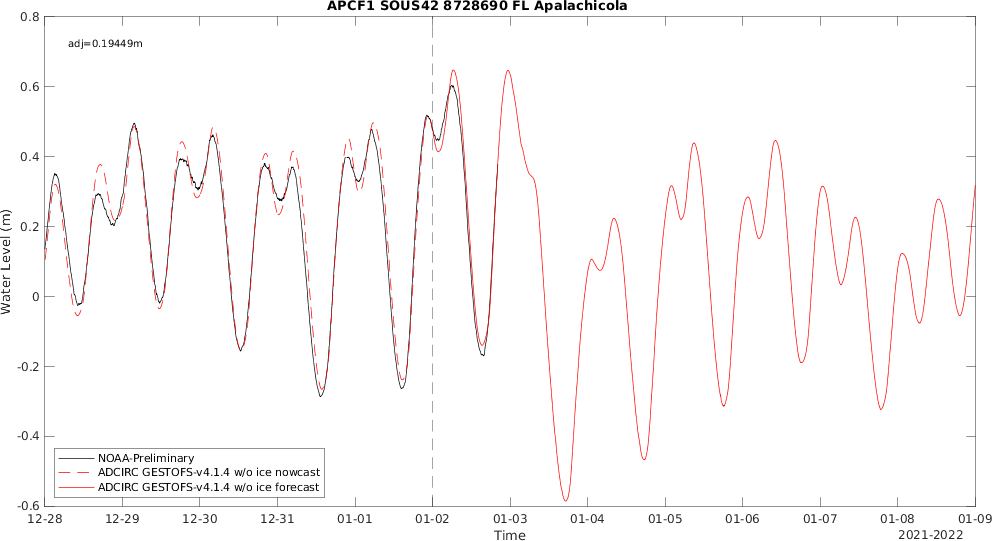 APCF1 SOUS42 8728690 FL Apalachicola
adj=0.19449m
Water Level (m)
0.8
0.6
0.4
0.2
0
-0.2
-0.4
-0.6
NOAA-Preliminary
ADCIRC GESTOFS-v4.1.4 w/o ice nowcast
ADCIRC GESTOFS-v4.1.4 w/o ice forecast
12-28 12-29 12-30 12-31 01-01 01-02 01-03 01-04 01-05 01-06 01-07 01-08 01-09
Time
2021-2022